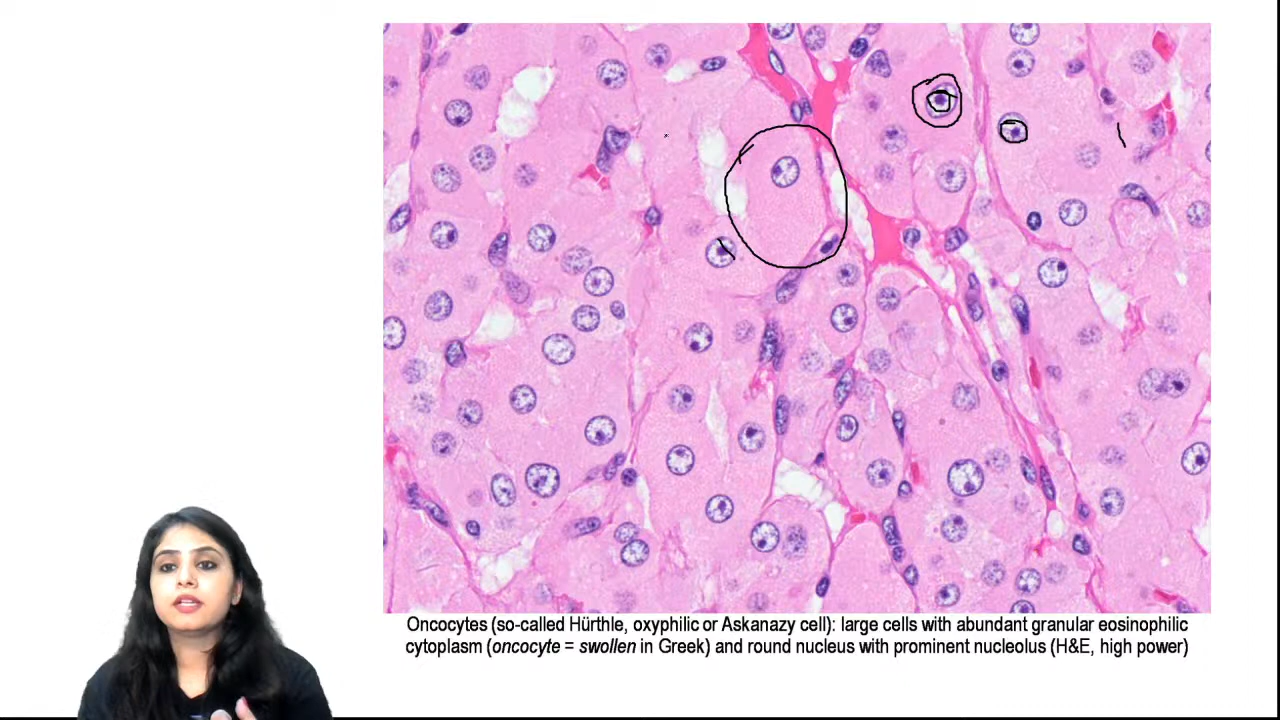 Oncocytes (so-called Hürthle, oxyphilic or Askanazy cell): large cells with abundant granular eosinophilic
cytoplasm (oncocyte = swollen in Greek) and round nucleus with prominent nucleolus (H&E, high power)